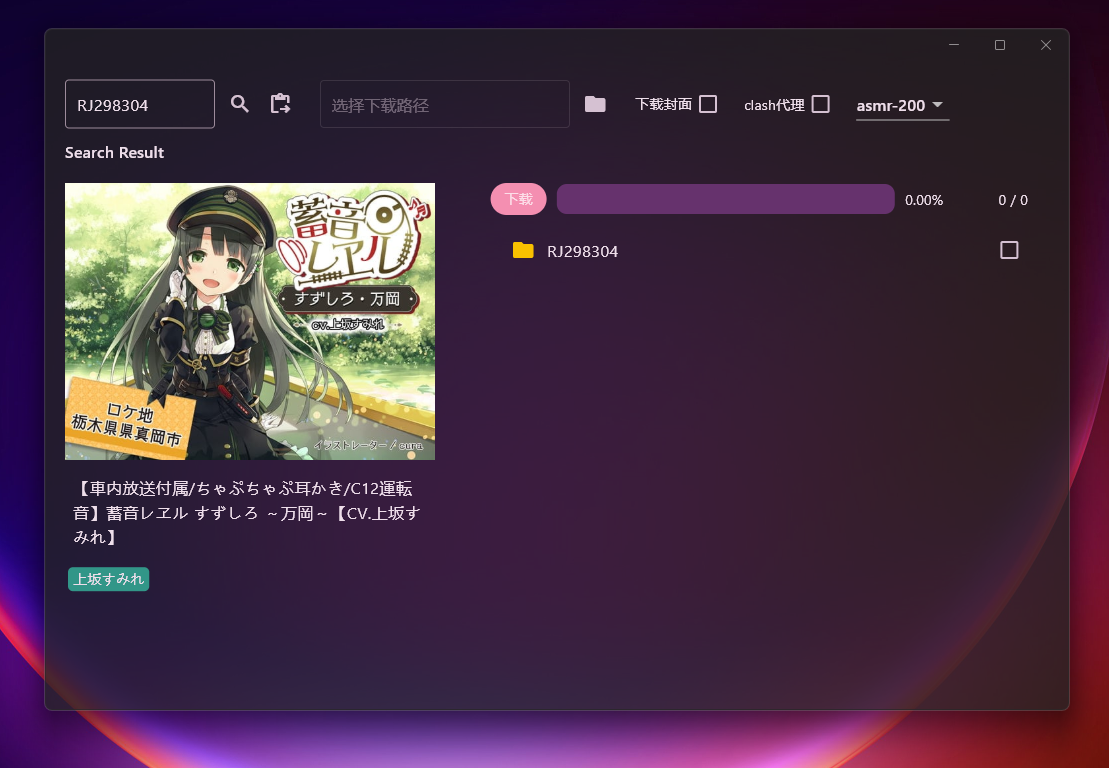 RJ298304
选择下载路径
下载封面
clash代理
asmr-200
Search Result
蓄音
レヱル
・すずしろ・万岡・
cv.上坂すみれ
ロケ地
栃木県県真岡市
イラストレーター / cura
【車内放送付属/ちゃぷちゃぷ耳かき/C12運転
音】蓄音レヱル すずしろ ～万岡～【CV.上坂す
みれ】
上坂すみれ
下载
0.00%
0 / 0
RJ298304